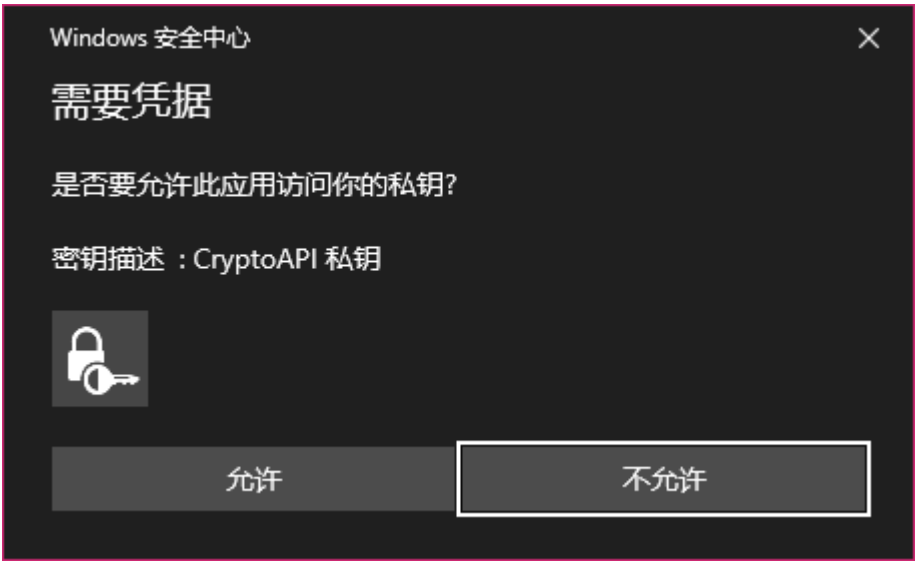 Windows 安全中心
需要凭据
是否要允许此应用访问你的私钥?
密钥描述 : CryptoAPI 私钥
允许
不允许